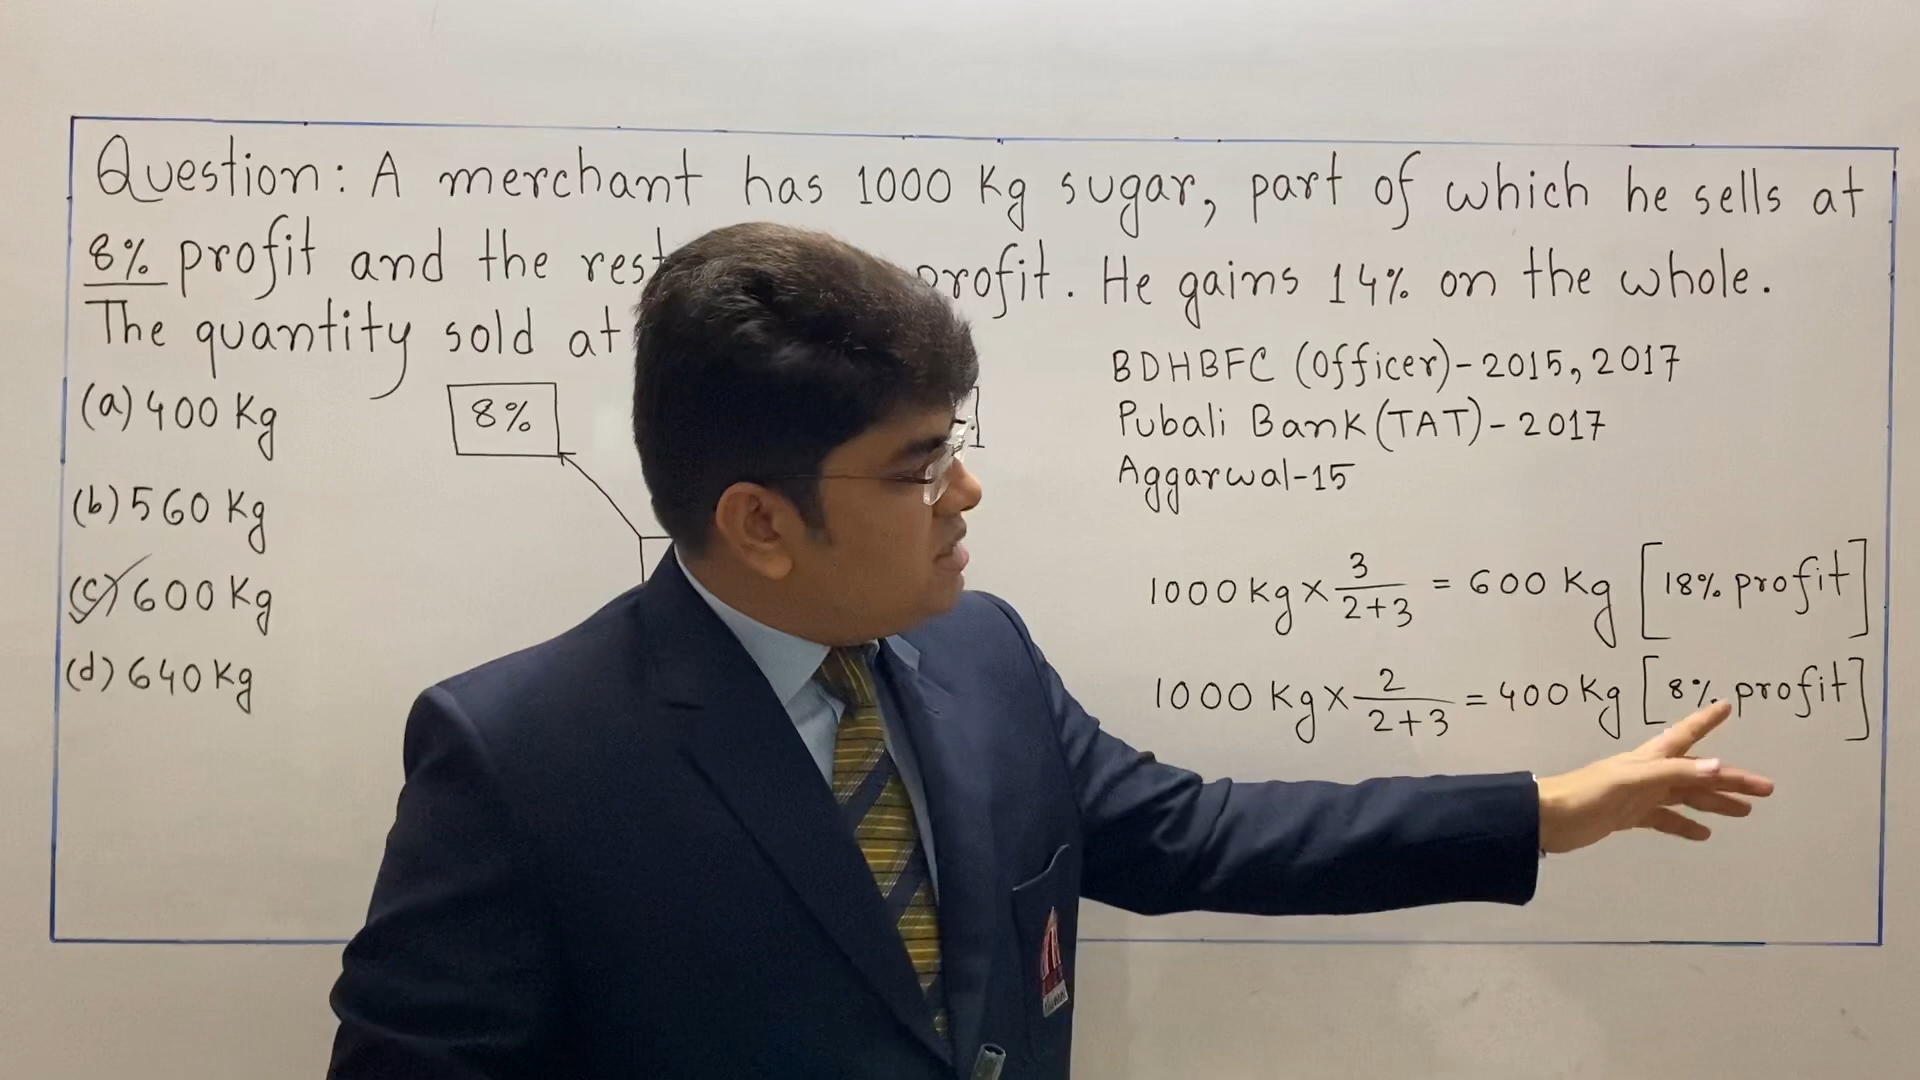 Question: A merchant has 1000 Kg sugar, part of which he sells at
8% profit and the rest profit. He gains 14% on the whole.
The quantity sold at
(a) 400 Kg
(b) 560 Kg
(c) 600 Kg
(d) 640 Kg
8%
BDHBFC (Officer)-2015, 2017
Pubali Bank (TAT)-2017
Aggarwal-15
1000 kg × 3/2+3 = 600 Kg [18% profit]
1000 Kg × 2/2+3 = 400 Kg [8% profit]